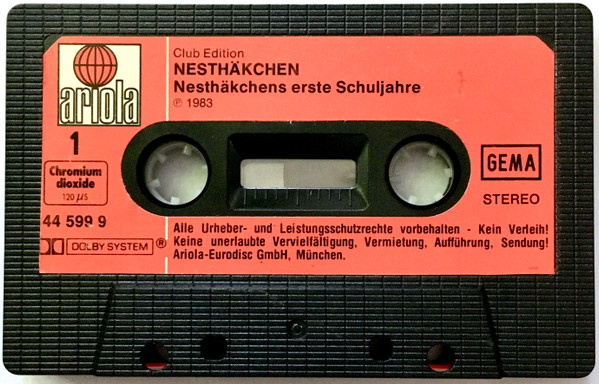 Club Edition
NESTHÄKCHEN
Nesthäkchens erste Schuljahre
℗ 1983
ariola
1
Chromium
dioxide
120 µS
GEMA
STEREO
44 599 9
DOLBY SYSTEM ®
Alle Urheber- und Leistungsschutzrechte vorbehalten - Kein Verleih!
Keine unerlaubte Vervielfältigung, Vermietung, Aufführung, Sendung!
Ariola-Eurodisc GmbH, München.